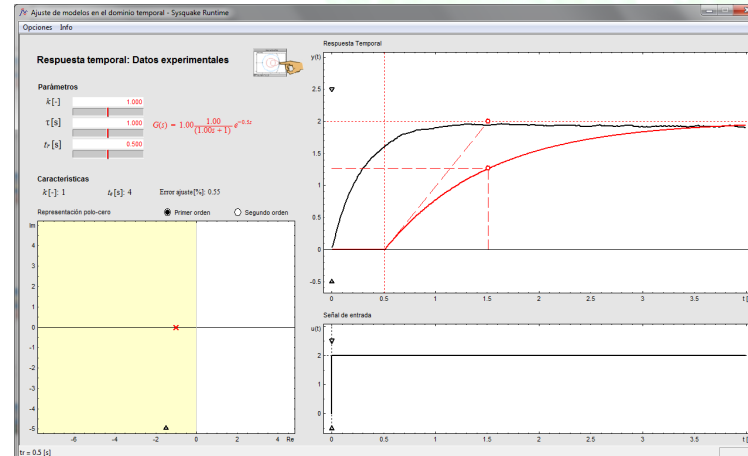 Ajuste de modelos en el dominio temporal - Sysquake Runtime
Opciones Info
Respuesta temporal: Datos experimentales
Parámetros
k [-] 1.000
τ [s] 1.000
tr [s] 0.500
G(s) = 1.00 1.00/(1.00s + 1) e^-0.5s
Características
k [-]: 1 ts [s]: 4 Error ajuste[%]: 0.55
Representación polo-cero Primer orden Segundo orden
Im
4
3
2
1
0
-1
-2
-3
-4
-5
-6 -4 -2 0 2 4 Re
Respuesta Temporal
y(t)
2.5
2
1.5
1
0.5
0
-0.5
0 0.5 1 1.5 2 2.5 3 3.5 t [
Señal de entrada
u(t)
2
0
0 0.5 1 1.5 2 2.5 3 3.5 t [
tr = 0.5 [s]